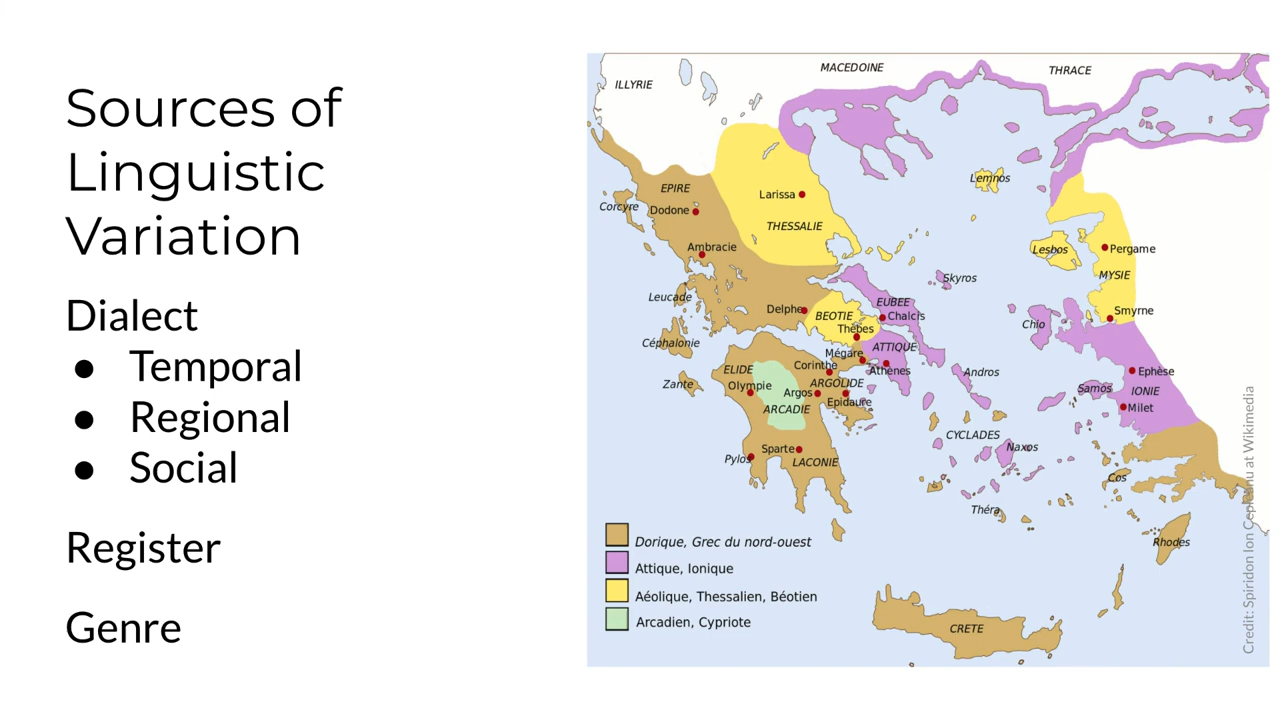 Sources of
Linguistic
Variation
Dialect
● Temporal
● Regional
● Social
Register
Genre
ILLYRIE
MACEDOINE
THRACE
EPIRE
Corcyre
Dodone
Larissa
THESSALIE
Lemnos
Ambracie
Lesbos
Pergame
MYSIE
Leucade
Skyros
Delphe
BEOTIE
EUBEE
Chalcis
Thèbes
Smyrne
Chio
Céphalonie
Mégare
ATTIQUE
Corinthe
Athènes
ELIDE
Zante
Olympie
ARGOLIDE
Argos
Epidaure
Andros
Ephèse
Samos
IONIE
Milet
ARCADIE
CYCLADES
Naxos
Sparte
Pylos
LACONIE
Cos
Théra
Rhodes
CRETE
Dorique, Grec du nord-ouest
Attique, Ionique
Aéolique, Thessalien, Béotien
Arcadien, Cypriote
Credit: Spiridon Ion Cepleanu at Wikimedia